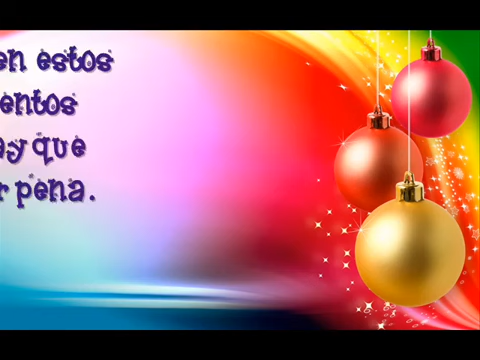 en estos
entos
ay que
r pena.